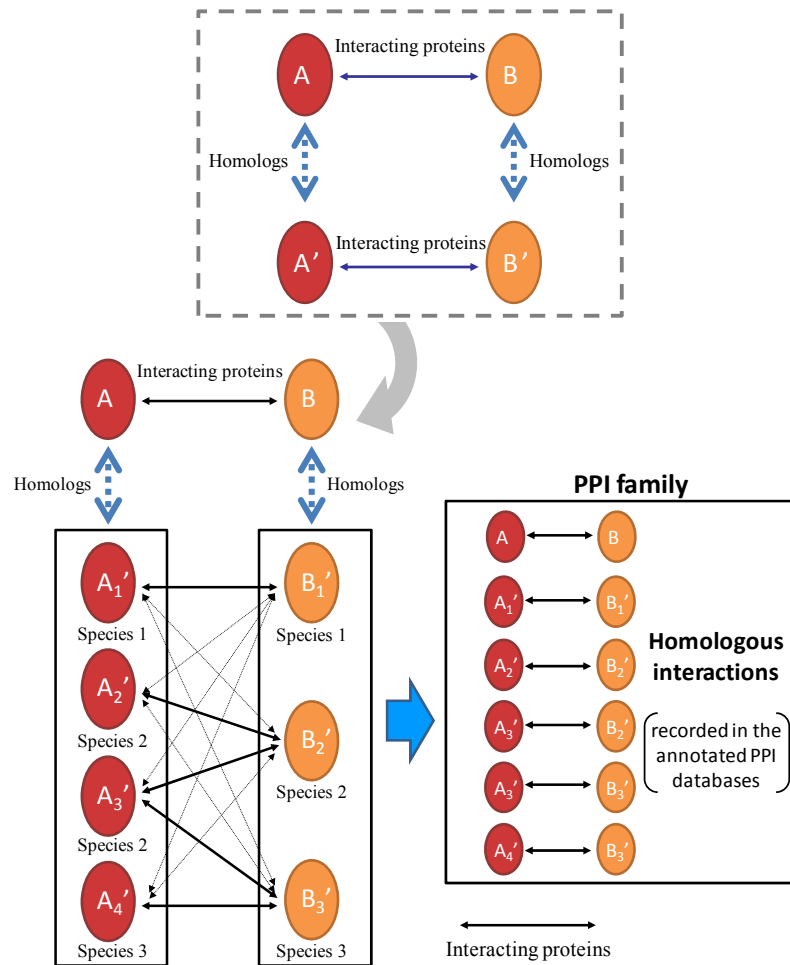 Interacting proteins
A
B
Homologs
Homologs
Interacting proteins
A′
B′
Interacting proteins
A
B
Homologs
Homologs
A₁′
Species 1
A₂′
Species 2
A₃′
Species 2
A₄′
Species 3
B₁′
Species 1
B₂′
Species 2
B₃′
Species 3
PPI family
A
B
A₁′
B₁′
A₂′
B₂′
A₃′
B₂′
A₃′
B₃′
A₄′
B₃′
Homologous
interactions
recorded in the
annotated PPI
databases
Interacting proteins